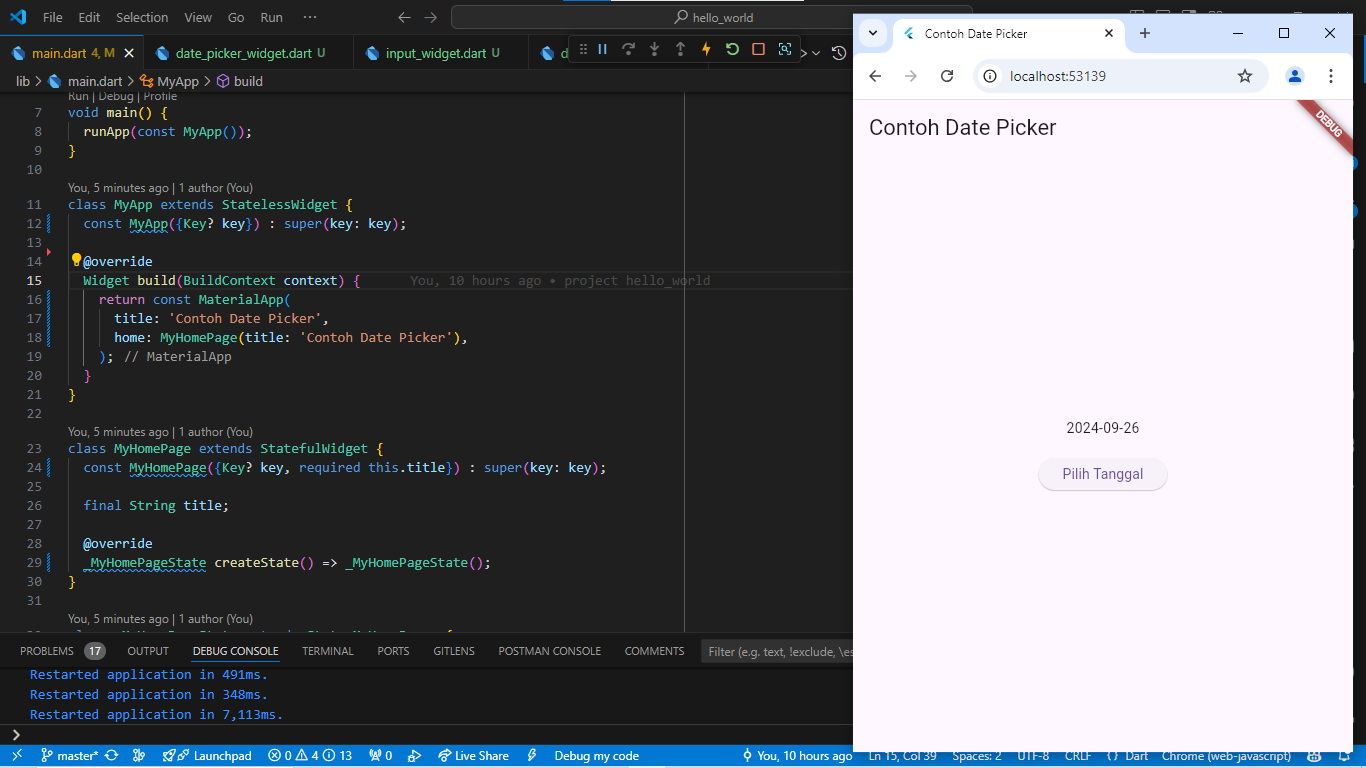 File Edit Selection View Go Run ··· hello_world
main.dart 4, M date_picker_widget.dart U input_widget.dart U
lib > main.dart > MyApp > build
Run | Debug | Profile
7 void main() {
8 runApp(const MyApp());
9 }
10
You, 5 minutes ago | 1 author (You)
11 class MyApp extends StatelessWidget {
12 const MyApp({Key? key}) : super(key: key);
13
14 @override
15 Widget build(BuildContext context) { You, 10 hours ago • project hello_world
16 return const MaterialApp(
17 title: 'Contoh Date Picker',
18 home: MyHomePage(title: 'Contoh Date Picker'),
19 ); // MaterialApp
20 }
21 }
22
You, 5 minutes ago | 1 author (You)
23 class MyHomePage extends StatefulWidget {
24 const MyHomePage({Key? key, required this.title}) : super(key: key);
25
26 final String title;
27
28 @override
29 _MyHomePageState createState() => _MyHomePageState();
30 }
31
You, 5 minutes ago | 1 author (You)
PROBLEMS 17 OUTPUT DEBUG CONSOLE TERMINAL PORTS GITLENS POSTMAN CONSOLE COMMENTS Filter (e.g. text, !exclude, \es
Restarted application in 491ms.
Restarted application in 348ms.
Restarted application in 7,113ms.
master* Launchpad 0 4 13 0 Live Share Debug my code You, 10 hours ago Ln 15, Col 39 Spaces: 2 UTF-8 CRLF {} Dart Chrome (web-javascript)
Contoh Date Picker
localhost:53139
Contoh Date Picker
DEBUG
2024-09-26
Pilih Tanggal